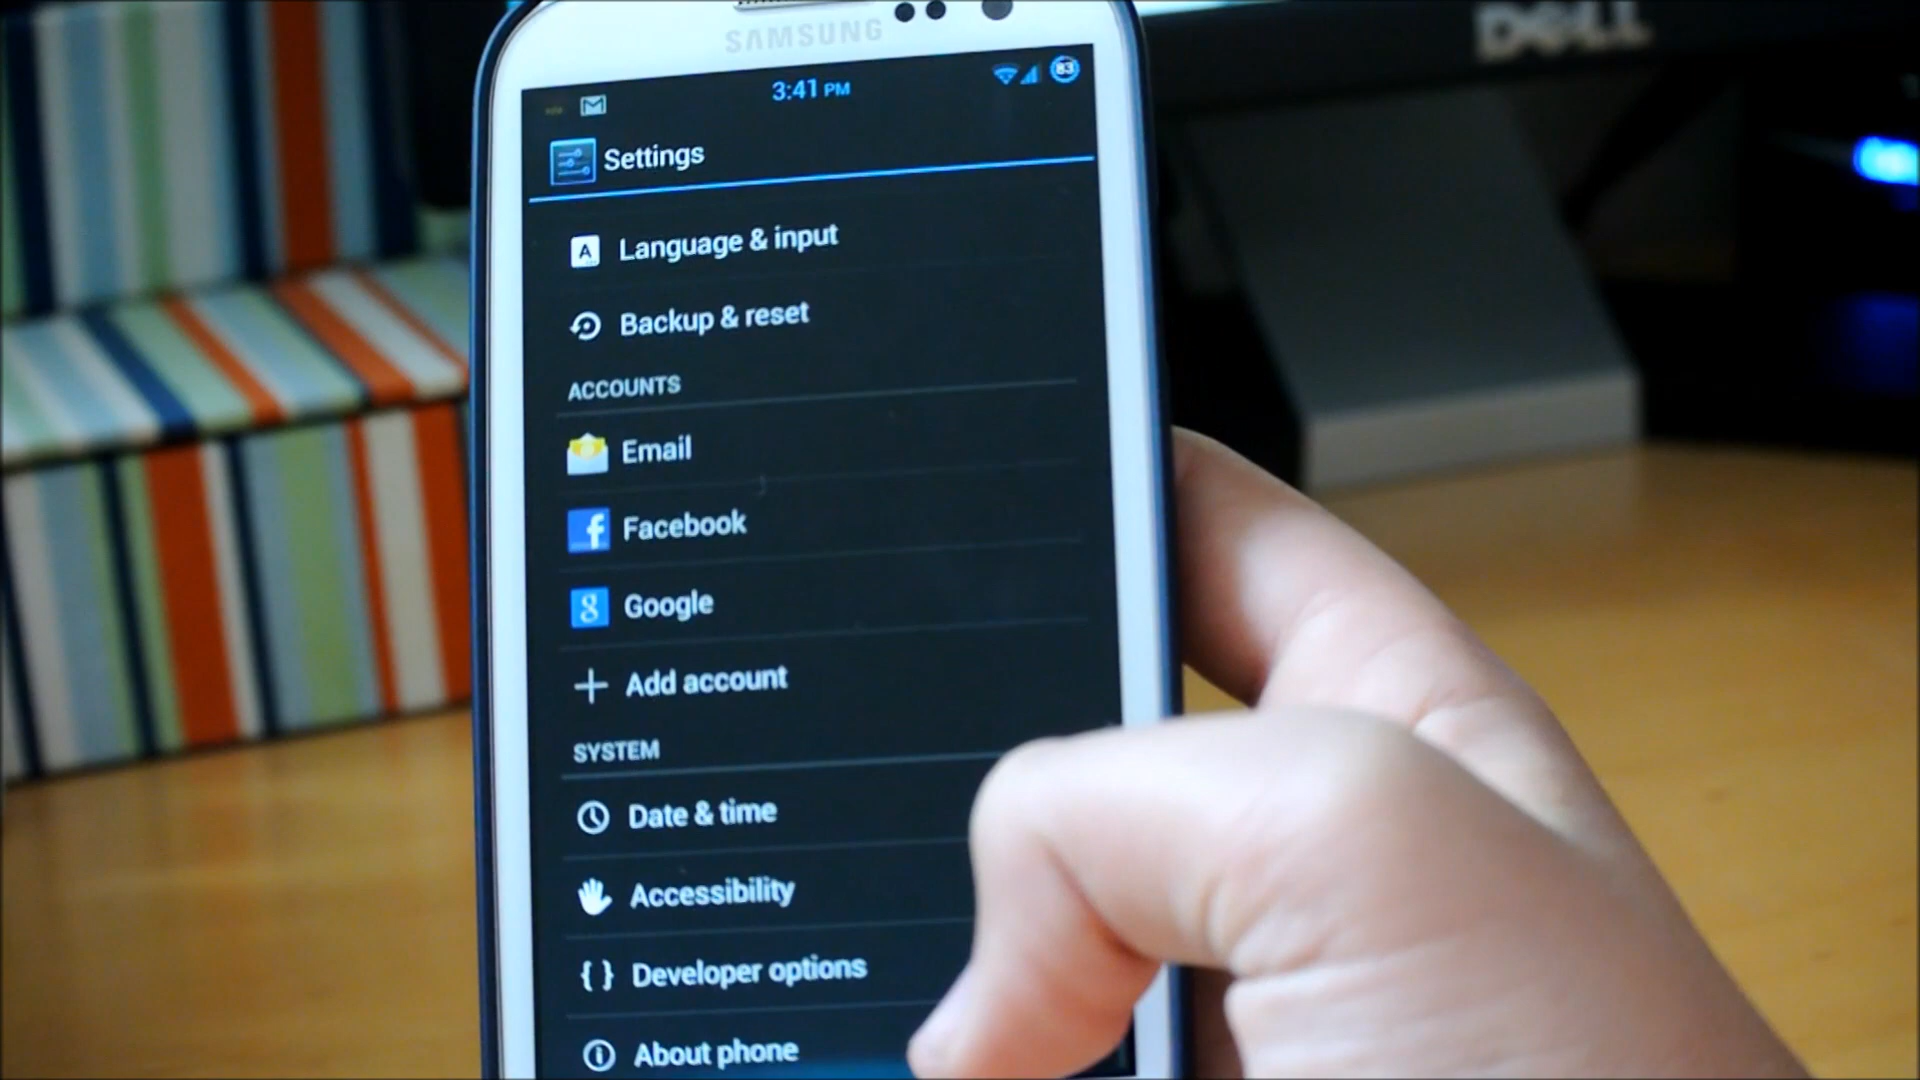 SAMSUNG
DELL
3:41 PM
83
Settings
A Language & input
Backup & reset
ACCOUNTS
Email
f Facebook
g Google
Add account
SYSTEM
Date & time
Accessibility
{ } Developer options
About phone